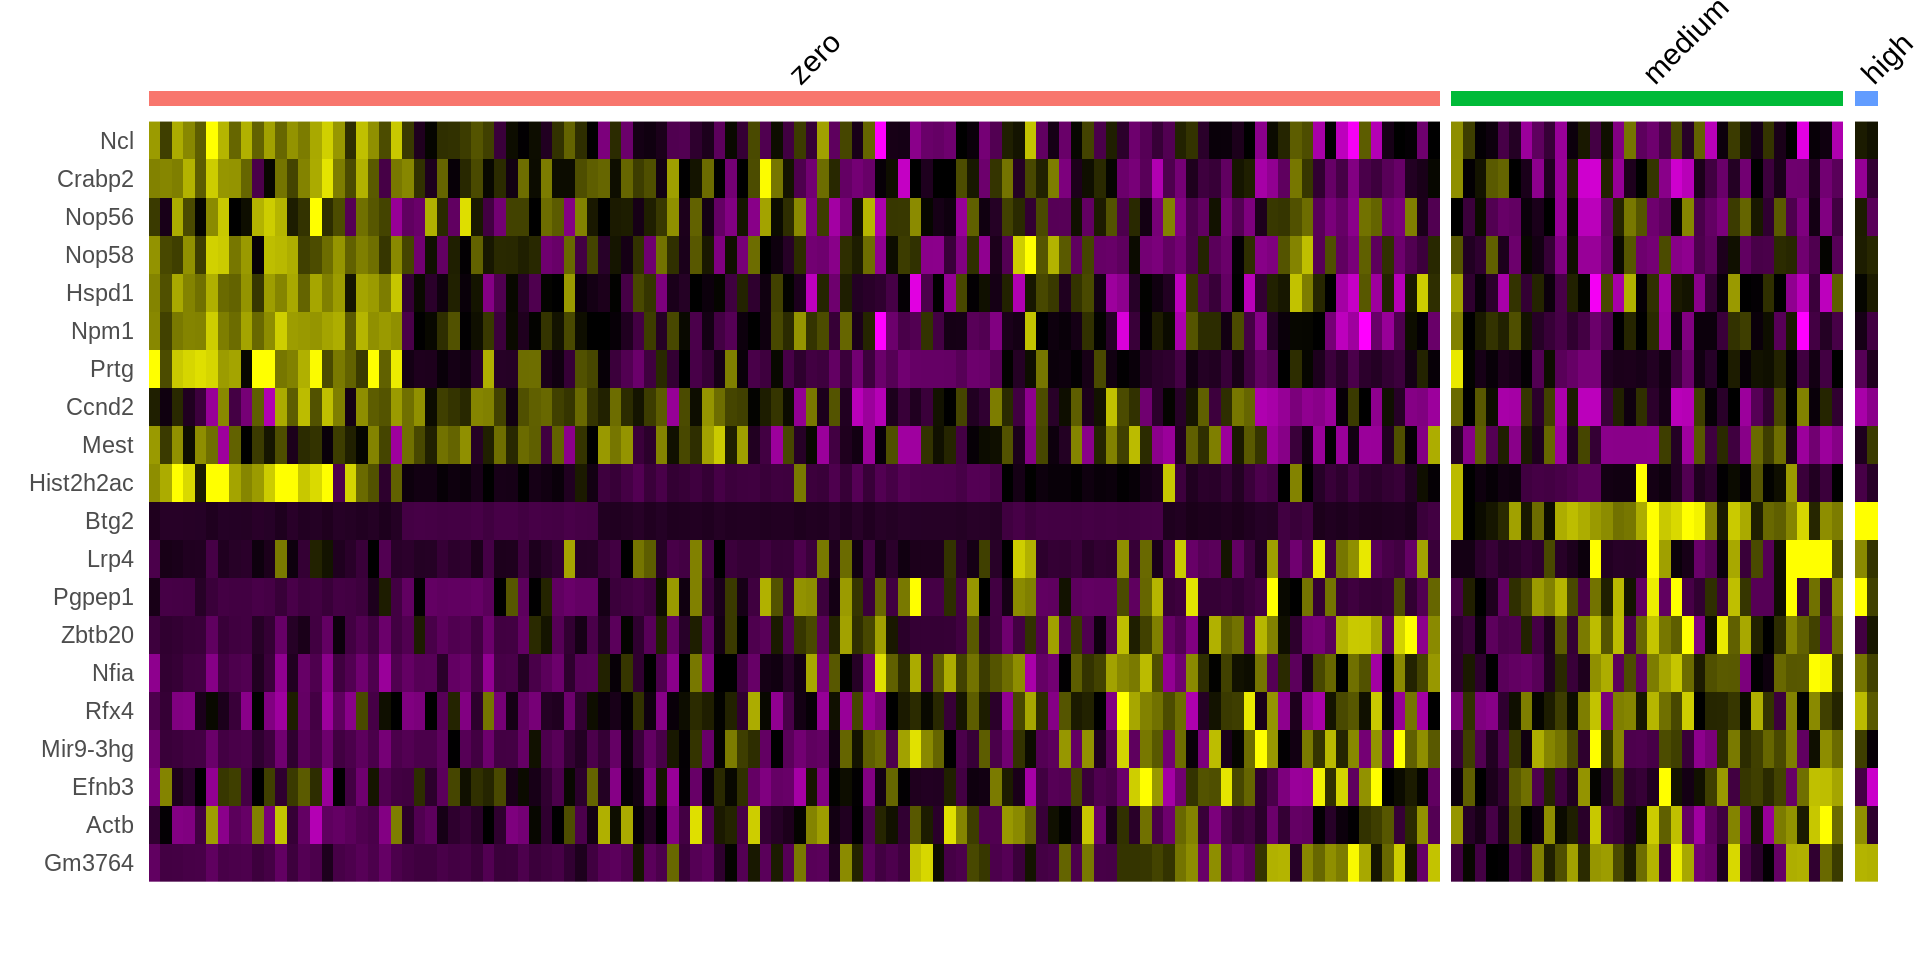 zero
medium
high
Ncl
Crabp2
Nop56
Nop58
Hspd1
Npm1
Prtg
Ccnd2
Mest
Hist2h2ac
Btg2
Lrp4
Pgpep1
Zbtb20
Nfia
Rfx4
Mir9-3hg
Efnb3
Actb
Gm3764